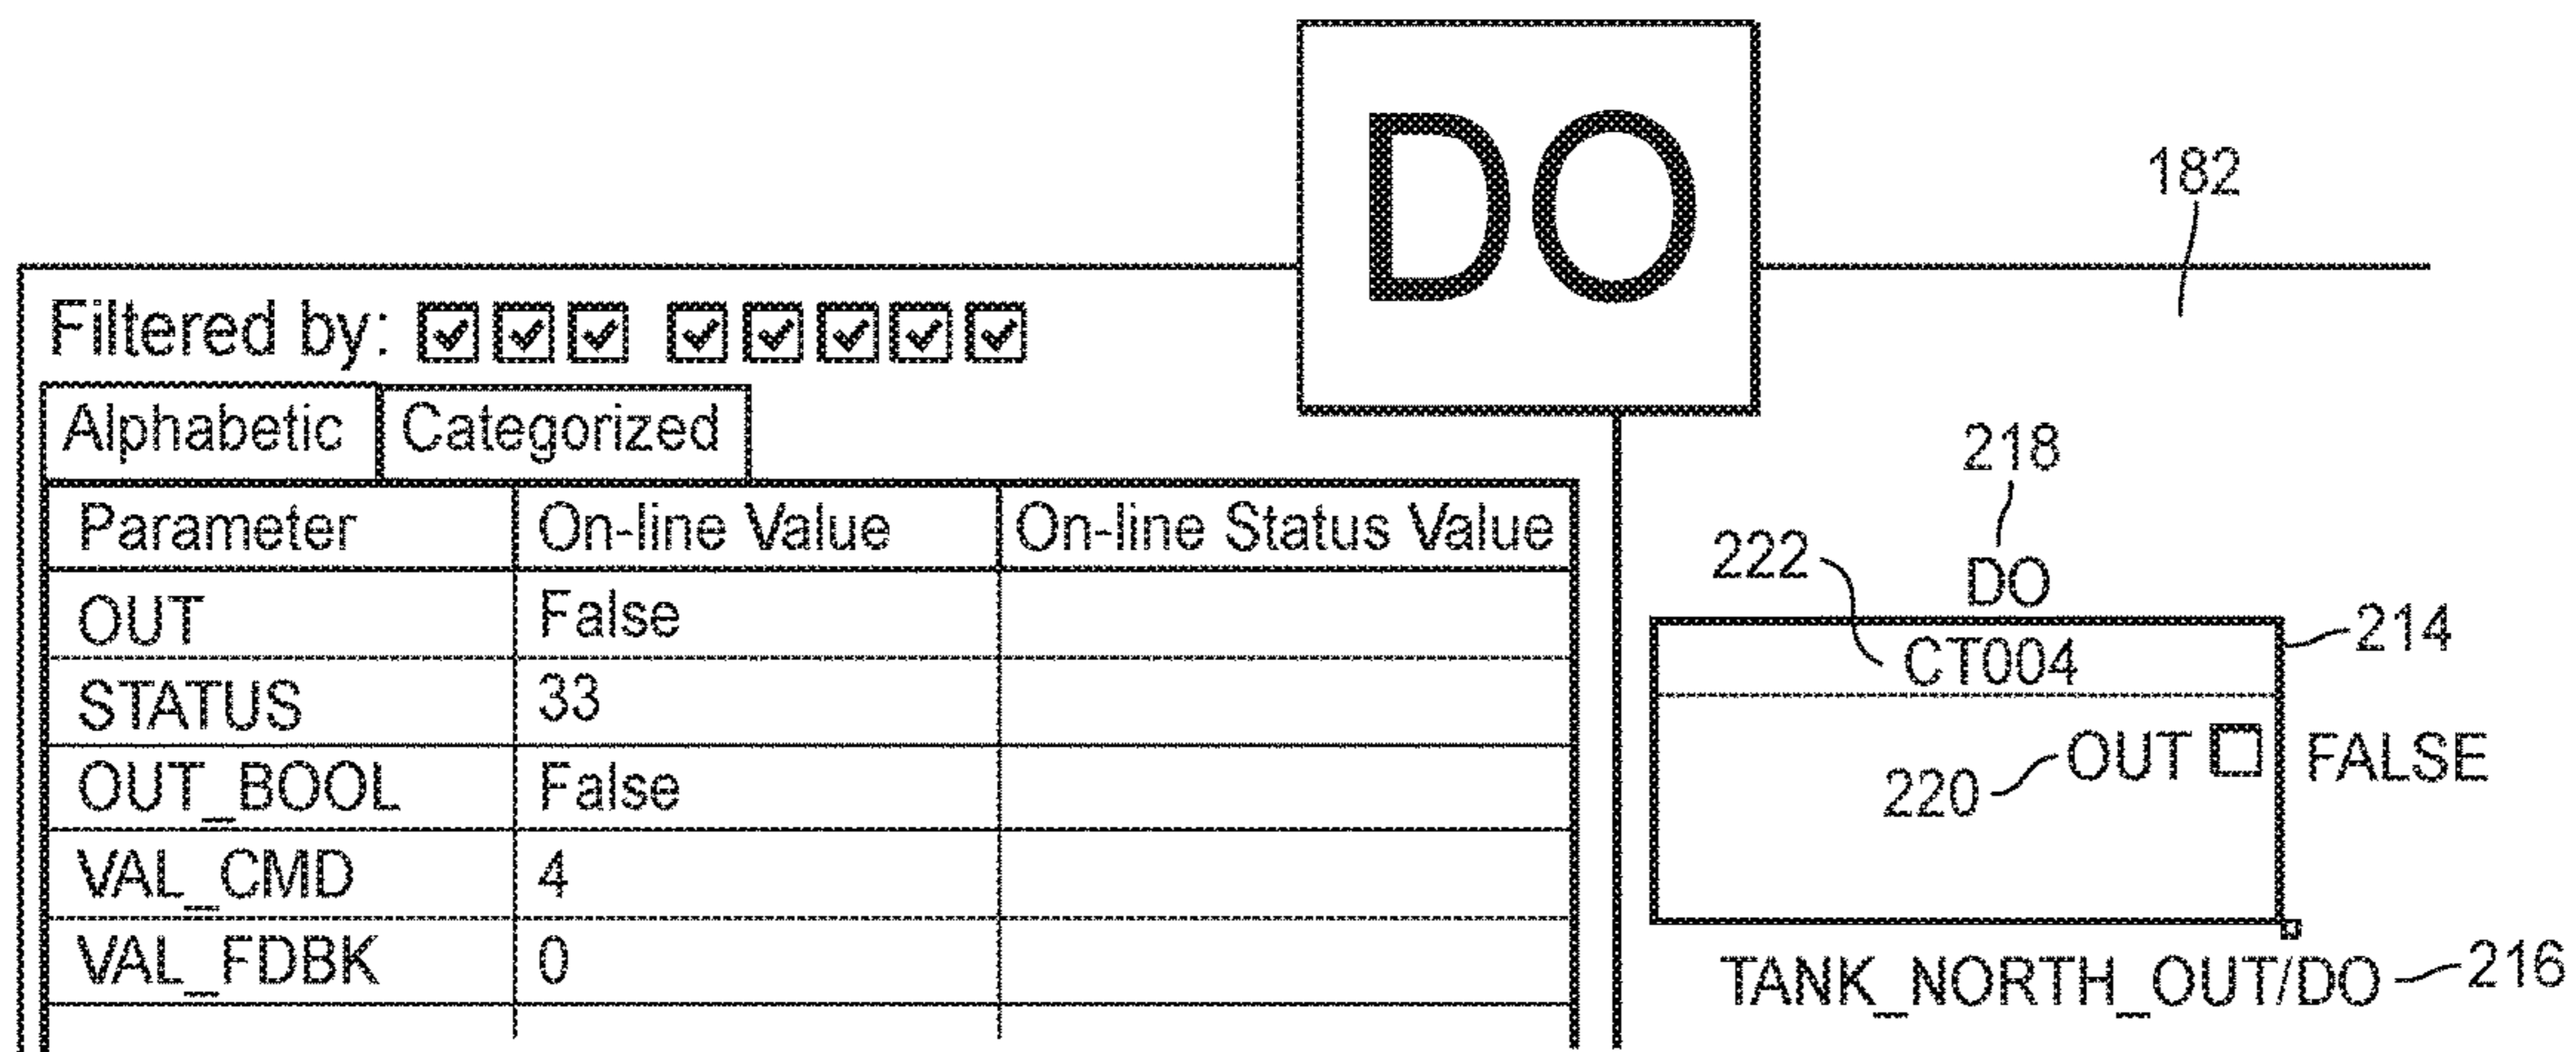 DO
182
Filtered by:
Alphabetic Categorized
Parameter On-line Value On-line Status Value
OUT False
STATUS 33
OUT_BOOL False
VAL_CMD 4
VAL_FDBK 0
218
222
DO
214
CT004
OUT FALSE
220
TANK_NORTH_OUT/DO 216